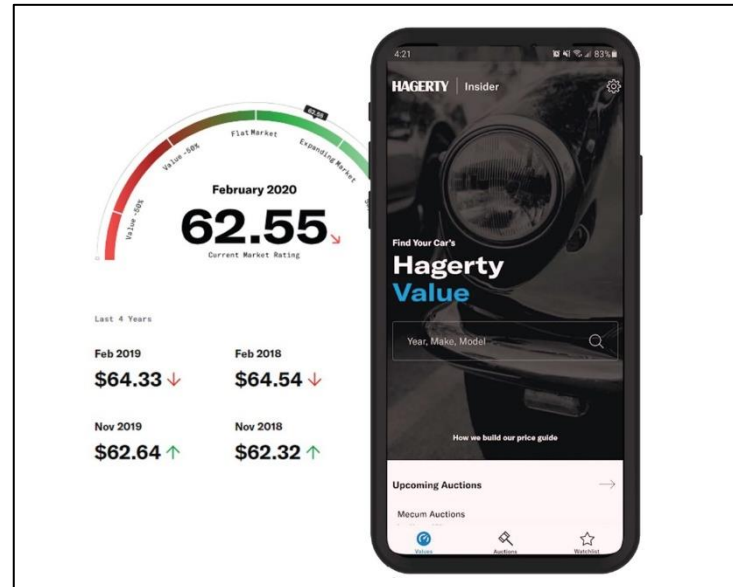 63.55
Value -50%
Value -50%
Flat Market
Expanding Market
February 2020
62.55
Current Market Rating
Last 4 Years
Feb 2019
$64.33
Feb 2018
$64.54
Nov 2019
$62.64
Nov 2018
$62.32
4:21
83%
HAGERTY
Insider
Find Your Car's
Hagerty
Value
Year, Make, Model
How we build our price guide
Upcoming Auctions
Mecum Auctions
Values
Auctions
Watchlist